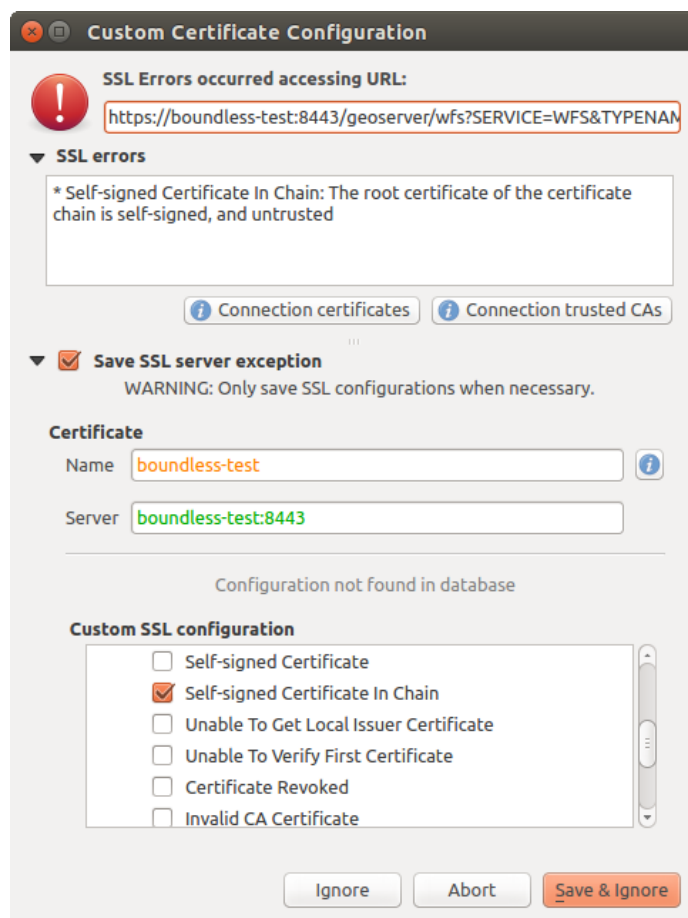 Custom Certificate Configuration
SSL Errors occurred accessing URL:
https://boundless-test:8443/geoserver/wfs?SERVICE=WFS&TYPENAM
SSL errors
* Self-signed Certificate In Chain: The root certificate of the certificate
chain is self-signed, and untrusted
Connection certificates Connection trusted CAs
Save SSL server exception
WARNING: Only save SSL configurations when necessary.
Certificate
Name boundless-test
Server boundless-test:8443
Configuration not found in database
Custom SSL configuration
Self-signed Certificate
Self-signed Certificate In Chain
Unable To Get Local Issuer Certificate
Unable To Verify First Certificate
Certificate Revoked
Invalid CA Certificate
Ignore Abort Save & Ignore